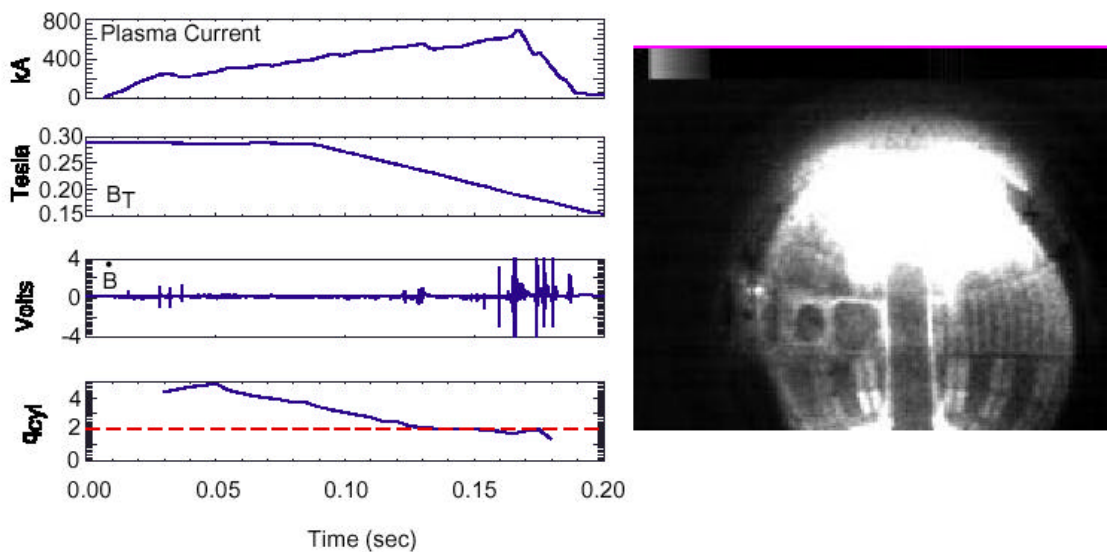 800
Plasma Current
400
kA
0
0.30
0.25
Tesla
0.20
B_T
0.15
4
Ḃ
0
Volts
-4
4
2
qcyl
0
0.00 0.05 0.10 0.15 0.20
Time (sec)